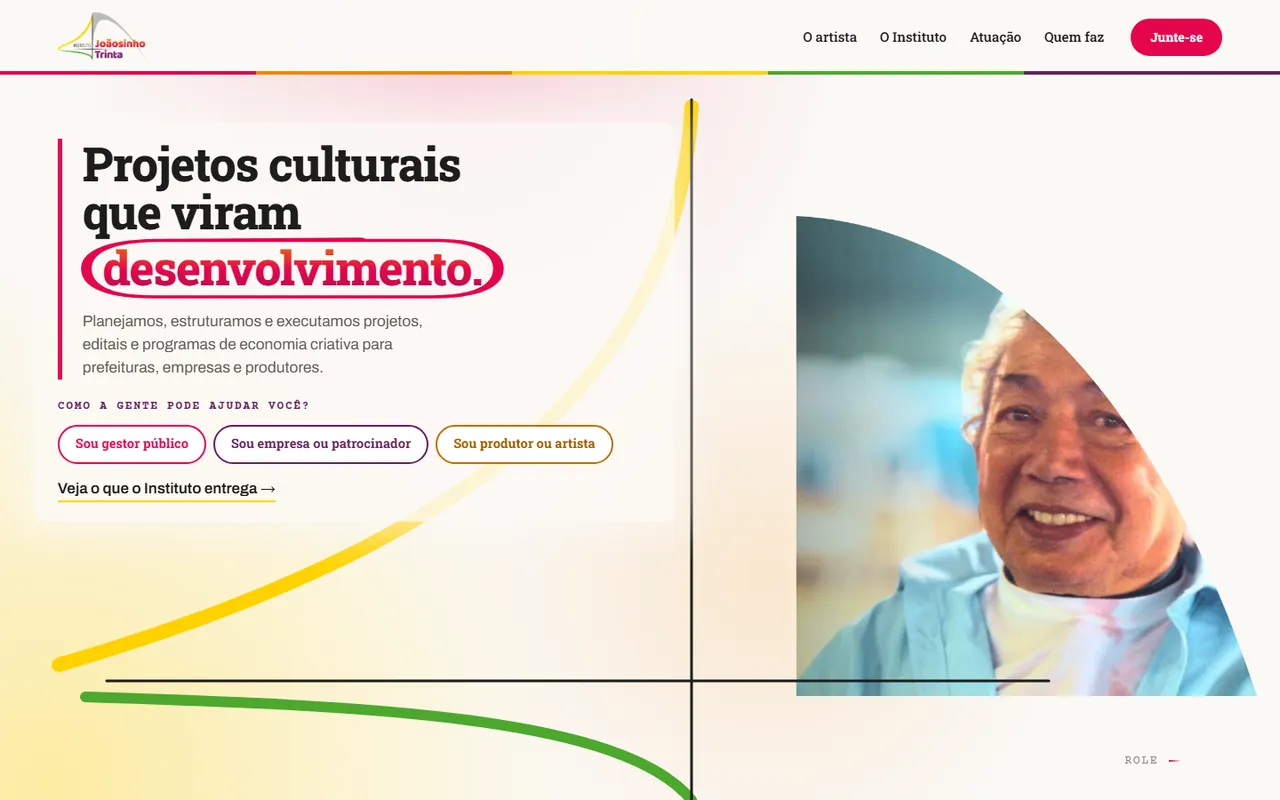 Joãosinho
Trinta
O artista
O Instituto
Atuação
Quem faz
Junte-se
Projetos culturais
que viram
desenvolvimento.
Planejamos, estruturamos e executamos projetos,
editais e programas de economia criativa para
prefeituras, empresas e produtores.
COMO A GENTE PODE AJUDAR VOCÊ?
Sou gestor público
Sou empresa ou patrocinador
Sou produtor ou artista
Veja o que o Instituto entrega →
ROLE